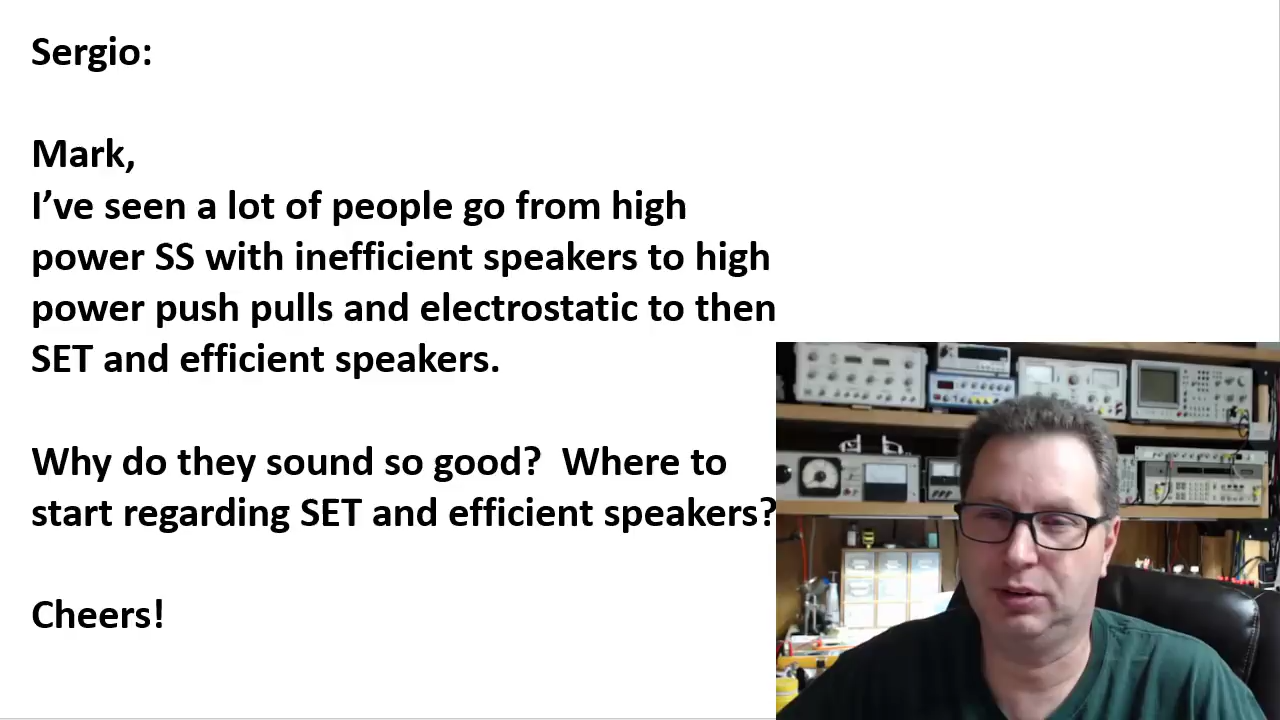 Sergio:
Mark,
I’ve seen a lot of people go from high
power SS with inefficient speakers to high
power push pulls and electrostatic to then
SET and efficient speakers.
Why do they sound so good?  Where to
start regarding SET and efficient speakers?
Cheers!